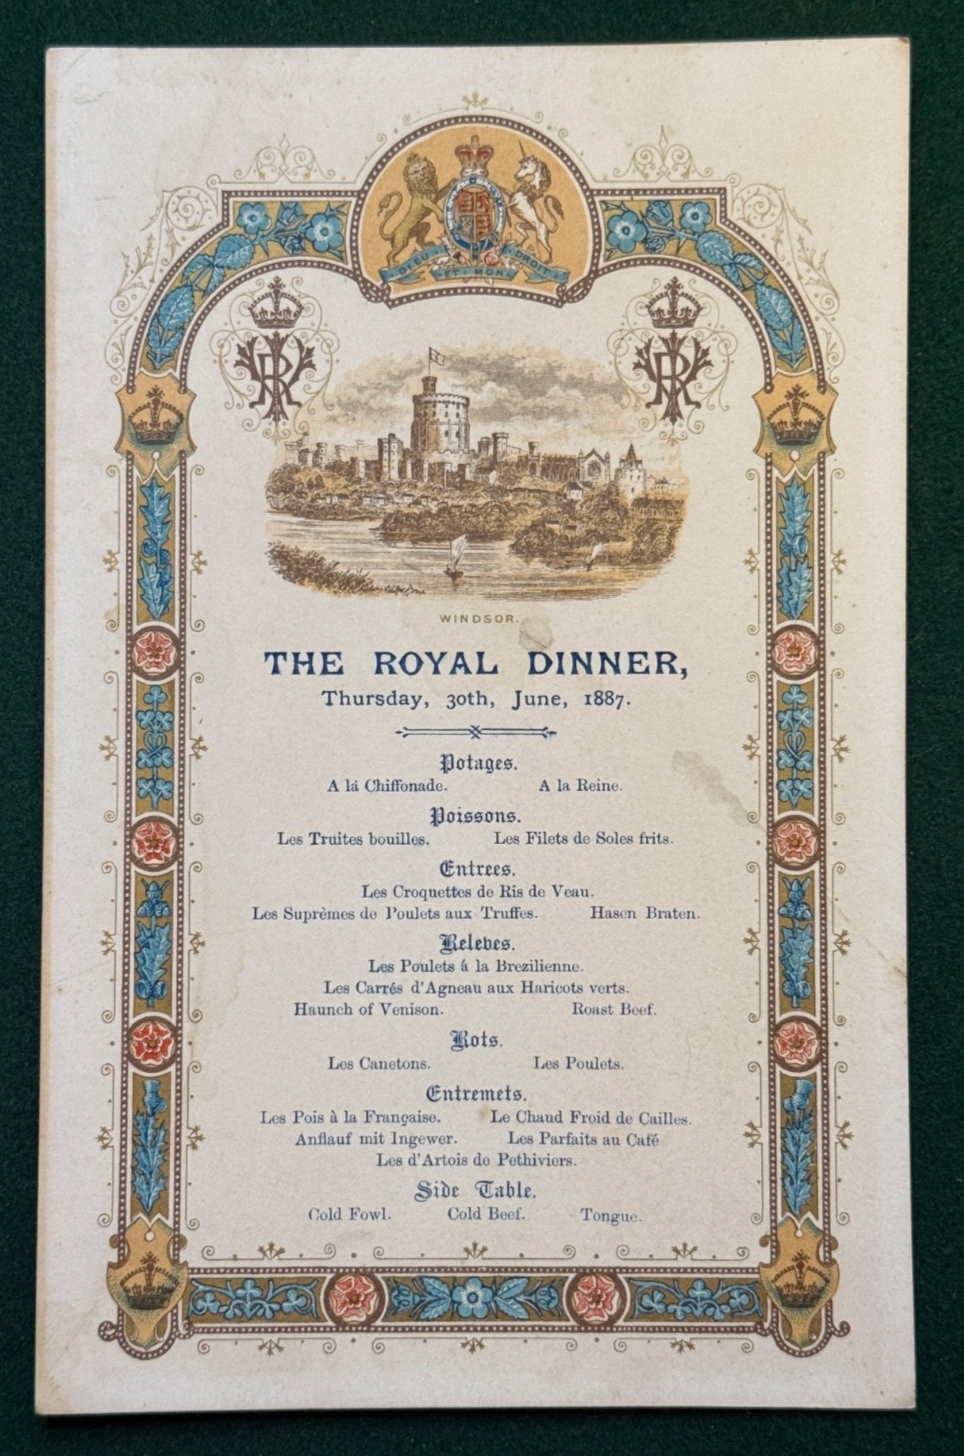 DIEU ET MON DROIT
VR
VR
WINDSOR.
THE ROYAL DINNER,
Thursday, 30th, June, 1887.
Potages.
A lá Chiffonade. A la Reine.
Poissons.
Les Truites bouilles. Les Filets de Soles frits.
Entrees.
Les Croquettes de Ris de Veau.
Les Suprèmes de Poulets aux Truffes. Hasen Braten.
Releves.
Les Poulets á la Brezilienne.
Les Carrés d'Agneau aux Haricots verts.
Haunch of Venison. Roast Beef.
Rots.
Les Canetons. Les Poulets.
Entremets.
Les Pois à la Française. Le Chaud Froid de Cailles.
Anflauf mit Ingewer. Les Parfaits au Café
Les d'Artois de Pethiviers.
Side Table.
Cold Fowl. Cold Beef. Tongue.